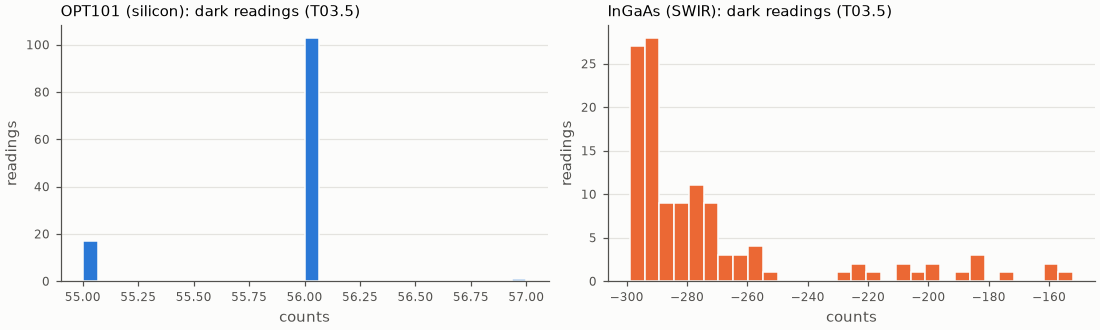 OPT101 (silicon): dark readings (T03.5)
readings
100
80
60
40
20
0
55.00 55.25 55.50 55.75 56.00 56.25 56.50 56.75 57.00
counts
InGaAs (SWIR): dark readings (T03.5)
readings
25
20
15
10
5
0
−300 −280 −260 −240 −220 −200 −180 −160
counts